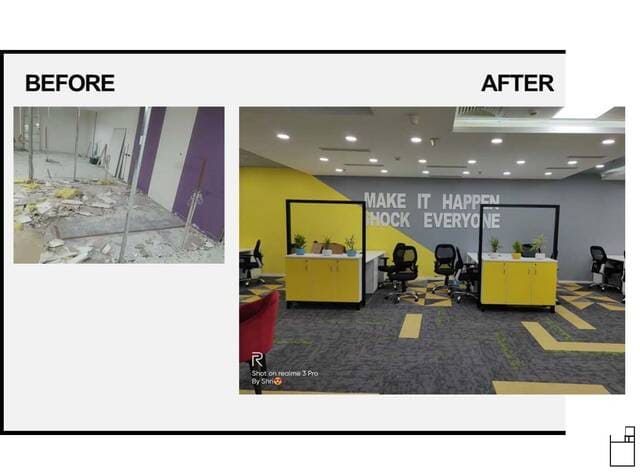 BEFORE
AFTER
MAKE IT HAPPEN
SHOCK EVERYONE
Shot on realme 3 Pro
By Shri😍